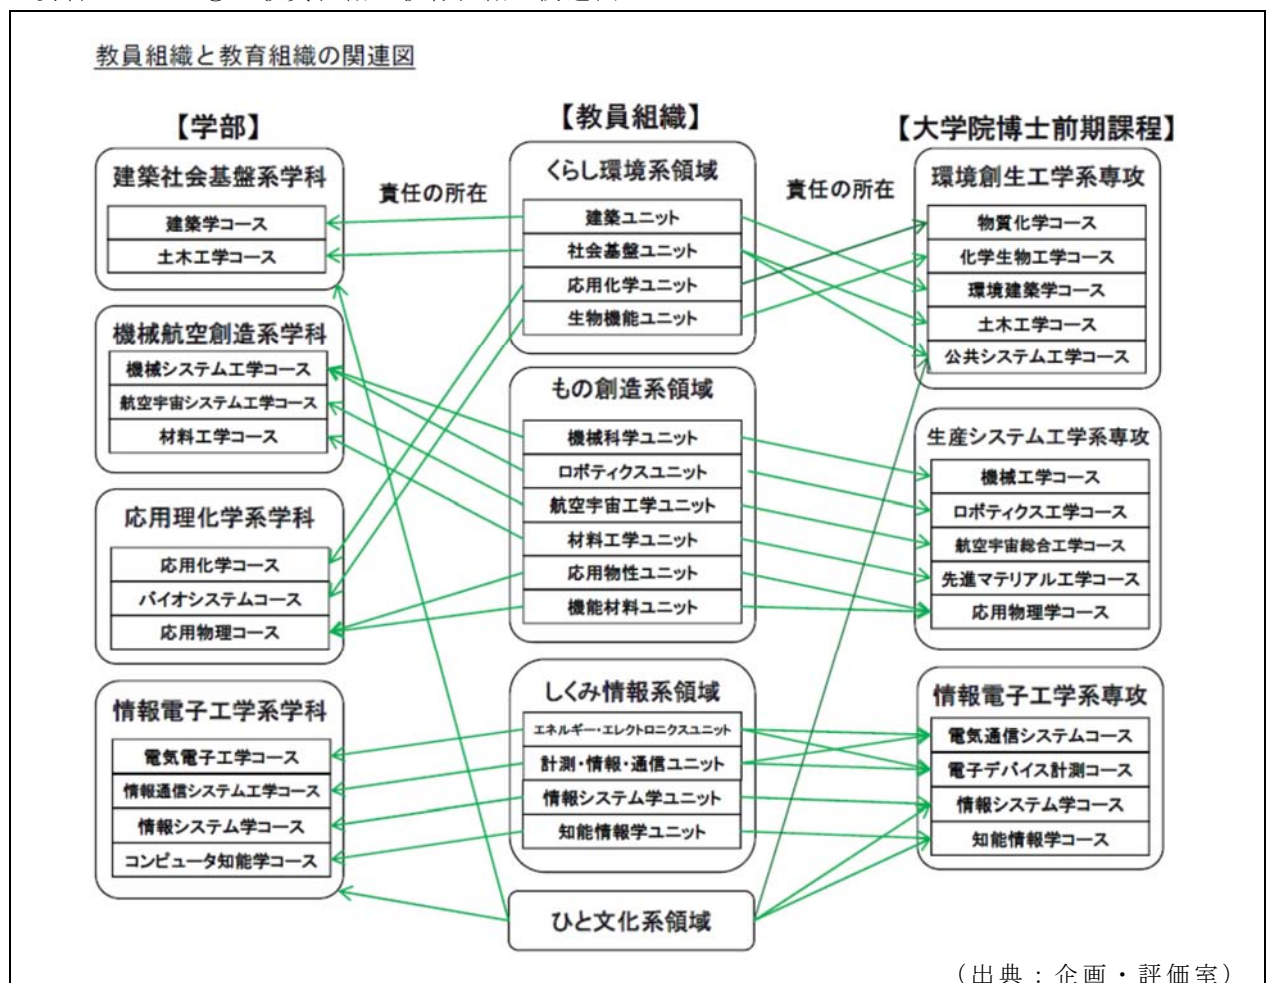 教員組織と教育組織の関連図
【学部】
建築社会基盤系学科
建築学コース
土木工学コース
機械航空創造系学科
機械システム工学コース
航空宇宙システム工学コース
材料工学コース
応用理化学系学科
応用化学コース
バイオシステムコース
応用物理コース
情報電子工学系学科
電気電子工学コース
情報通信システム工学コース
情報システム学コース
コンピュータ知能学コース
責任の所在
【教員組織】
くらし環境系領域
建築ユニット
社会基盤ユニット
応用化学ユニット
生物機能ユニット
もの創造系領域
機械科学ユニット
ロボティクスユニット
航空宇宙工学ユニット
材料工学ユニット
応用物性ユニット
機能材料ユニット
しくみ情報系領域
エネルギー・エレクトロニクスユニット
計測・情報・通信ユニット
情報システム学ユニット
知能情報学ユニット
ひと文化系領域
責任の所在
【大学院博士前期課程】
環境創生工学系専攻
物質化学コース
化学生物工学コース
環境建築学コース
土木工学コース
公共システム工学コース
生産システム工学系専攻
機械工学コース
ロボティクス工学コース
航空宇宙総合工学コース
先進マテリアル工学コース
応用物理学コース
情報電子工学系専攻
電気通信システムコース
電子デバイス計測コース
情報システム学コース
知能情報学コース
（出典：企画・評価室）